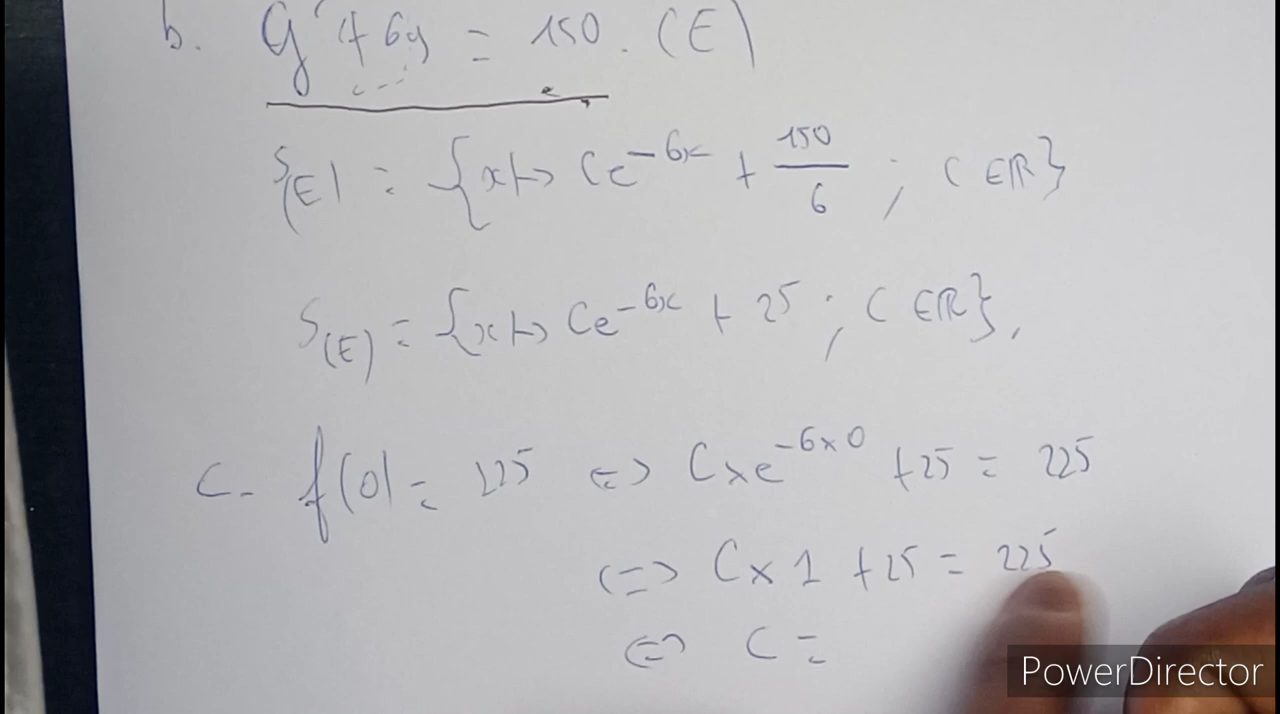 b. y' + 6y = 150. (E)
S(E) = {x ↦ Ce^{-6x} + 150/6 ; C ∈ ℝ}
S(E) = {x ↦ Ce^{-6x} + 25 ; C ∈ ℝ},
c. f(0) = 225 ⇔ C × e^{-6×0} + 25 = 225
⇔ C × 1 + 25 = 225
⇔ C =
PowerDirector